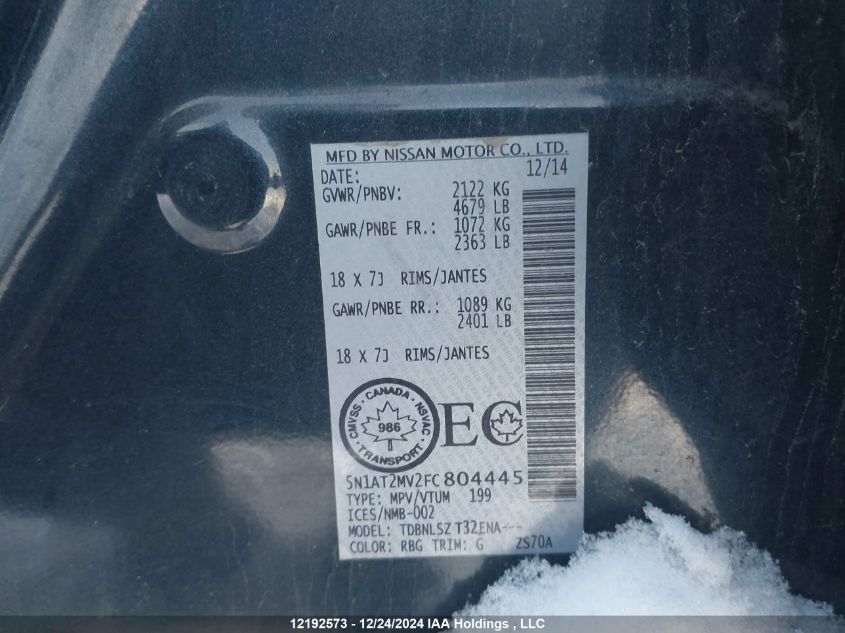 MFD BY NISSAN MOTOR CO., LTD.
DATE: 12/14
GVWR/PNBV: 2122 KG
4679 LB
GAWR/PNBE FR.: 1072 KG
2363 LB
18 X 7J RIMS/JANTES
GAWR/PNBE RR.: 1089 KG
2401 LB
18 X 7J RIMS/JANTES
CMVSS · CANADA · NSVAC
986
· TRANSPORT ·
EC
5N1AT2MV2FC804445
TYPE: MPV/VTUM 199
ICES/NMB-002
MODEL: TDBNLSZ T32ENA---
COLOR: RBG TRIM: G ZS70A
12192573 - 12/24/2024 IAA Holdings , LLC